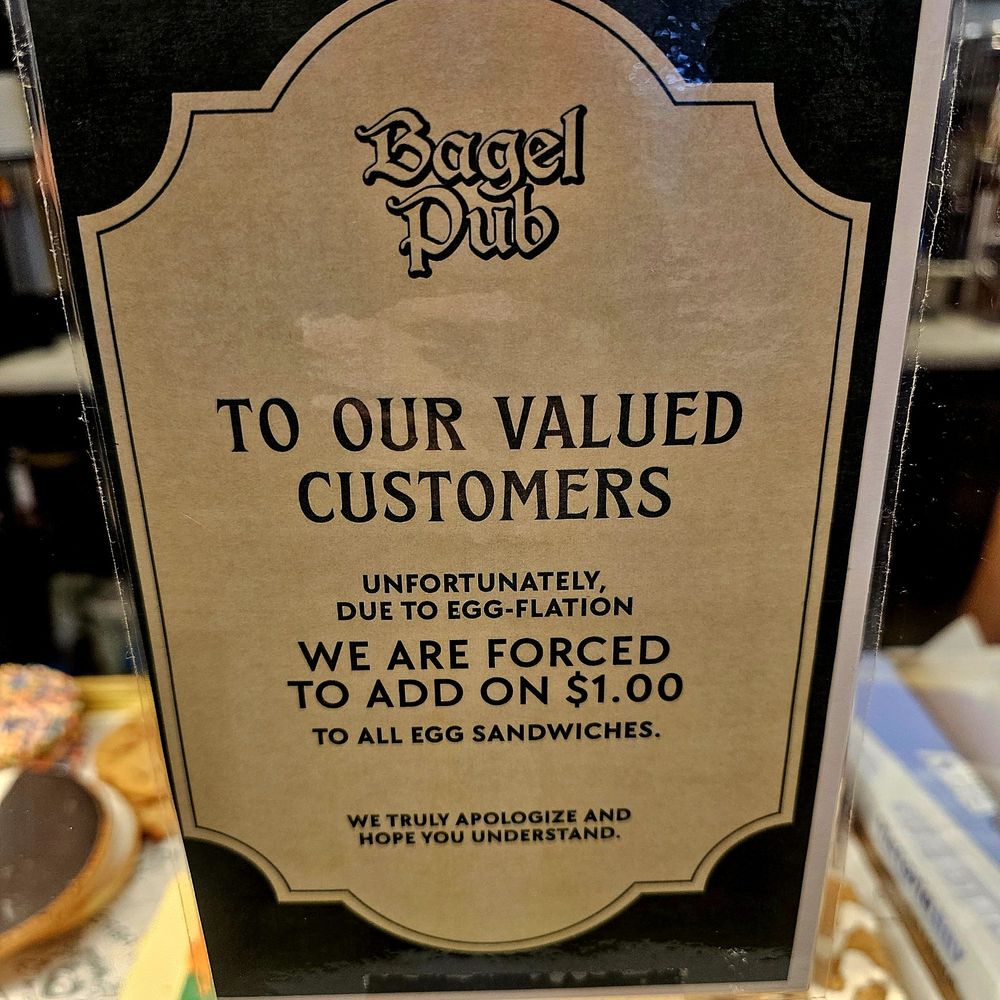 Bagel
Pub
TO OUR VALUED
CUSTOMERS
UNFORTUNATELY,
DUE TO EGG-FLATION
WE ARE FORCED
TO ADD ON $1.00
TO ALL EGG SANDWICHES.
WE TRULY APOLOGIZE AND
HOPE YOU UNDERSTAND.